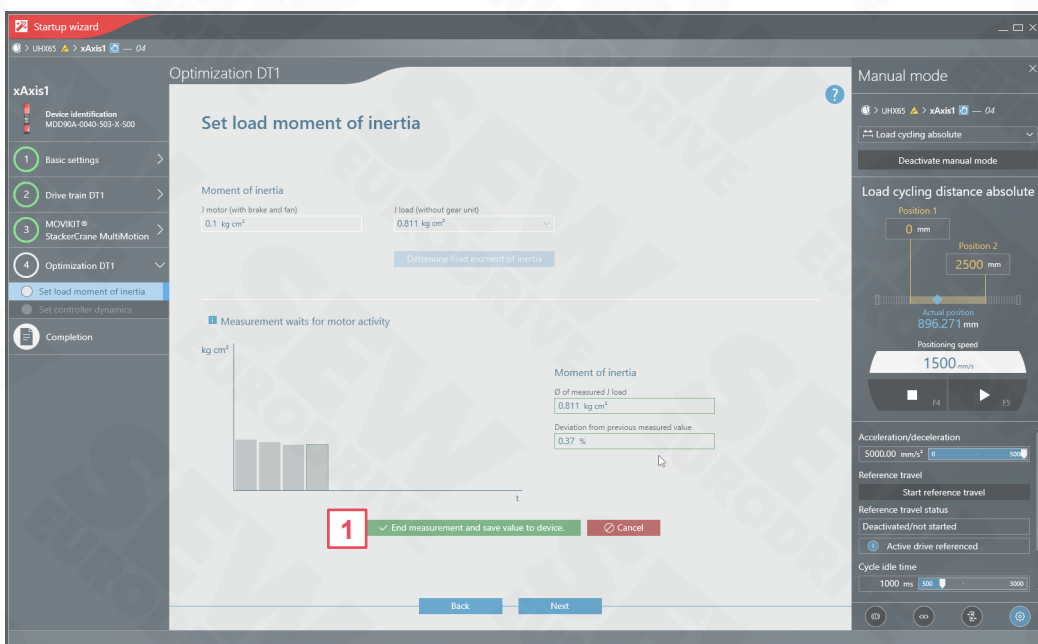 Startup wizard
> UHX65 > xAxis1 — 04
xAxis1
Device identification
MDD90A-0040-503-X-S00
1 Basic settings
2 Drive train DT1
3 MOVIKIT®
StackerCrane MultiMotion
4 Optimization DT1
Set load moment of inertia
Set controller dynamics
Completion
Optimization DT1
?
Set load moment of inertia
Moment of inertia
J motor (with brake and fan)
0.1 kg cm²
J load (without gear unit)
0.811 kg cm²
Determine load moment of inertia
Measurement waits for motor activity
kg cm²
t
Moment of inertia
Ø of measured J load
0.811 kg cm²
Deviation from previous measured value
0.37 %
1
End measurement and save value to device.
Cancel
Back
Next
Manual mode
> UHX65 > xAxis1 — 04
Load cycling absolute
Deactivate manual mode
Load cycling distance absolute
Position 1
0 mm
Position 2
2500 mm
Actual position
896.271 mm
Positioning speed
1500 mm/s
F4
F5
Acceleration/deceleration
5000.00 mm/s² 0
Reference travel
Start reference travel
Reference travel status
Deactivated/not started
Active drive referenced
Cycle idle time
1000 ms 500 3000
SEW
EURODRIVE